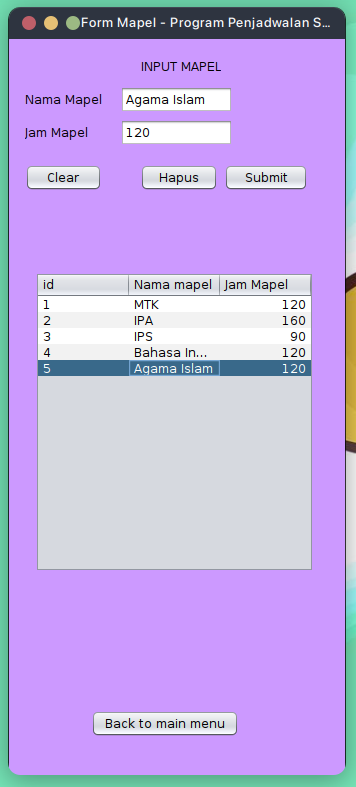 Form Mapel - Program Penjadwalan S...
INPUT MAPEL
Nama Mapel Agama Islam
Jam Mapel 120
Clear Hapus Submit
id Nama mapel Jam Mapel
1 MTK 120
2 IPA 160
3 IPS 90
4 Bahasa In... 120
5 Agama Islam 120
Back to main menu